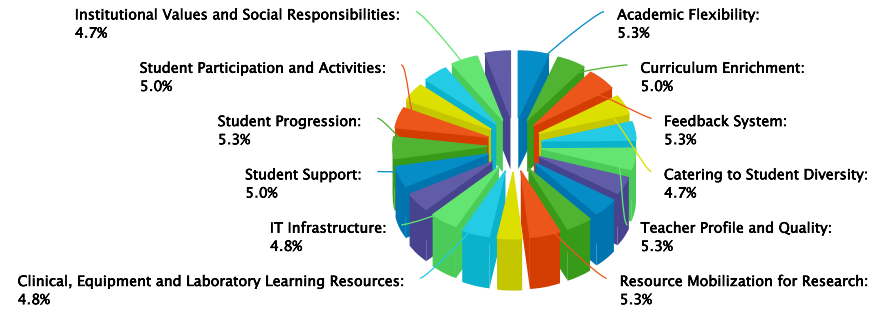 Institutional Values and Social Responsibilities:
4.7%
Academic Flexibility:
5.3%
Student Participation and Activities:
5.0%
Curriculum Enrichment:
5.0%
Student Progression:
5.3%
Feedback System:
5.3%
Student Support:
5.0%
Catering to Student Diversity:
4.7%
IT Infrastructure:
4.8%
Teacher Profile and Quality:
5.3%
Clinical, Equipment and Laboratory Learning Resources:
4.8%
Resource Mobilization for Research:
5.3%